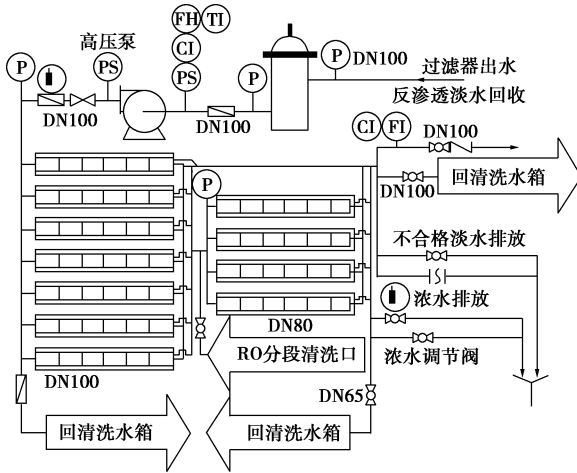 FH TI
高压泵
CI
P
PS
PS
P
P
DN100
过滤器出水
反渗透淡水回收
DN100
DN100
CI FI
DN100
P
DN100
回清洗水箱
不合格淡水排放
浓水排放
DN80
RO分段清洗口
浓水调节阀
DN100
DN65
回清洗水箱
回清洗水箱